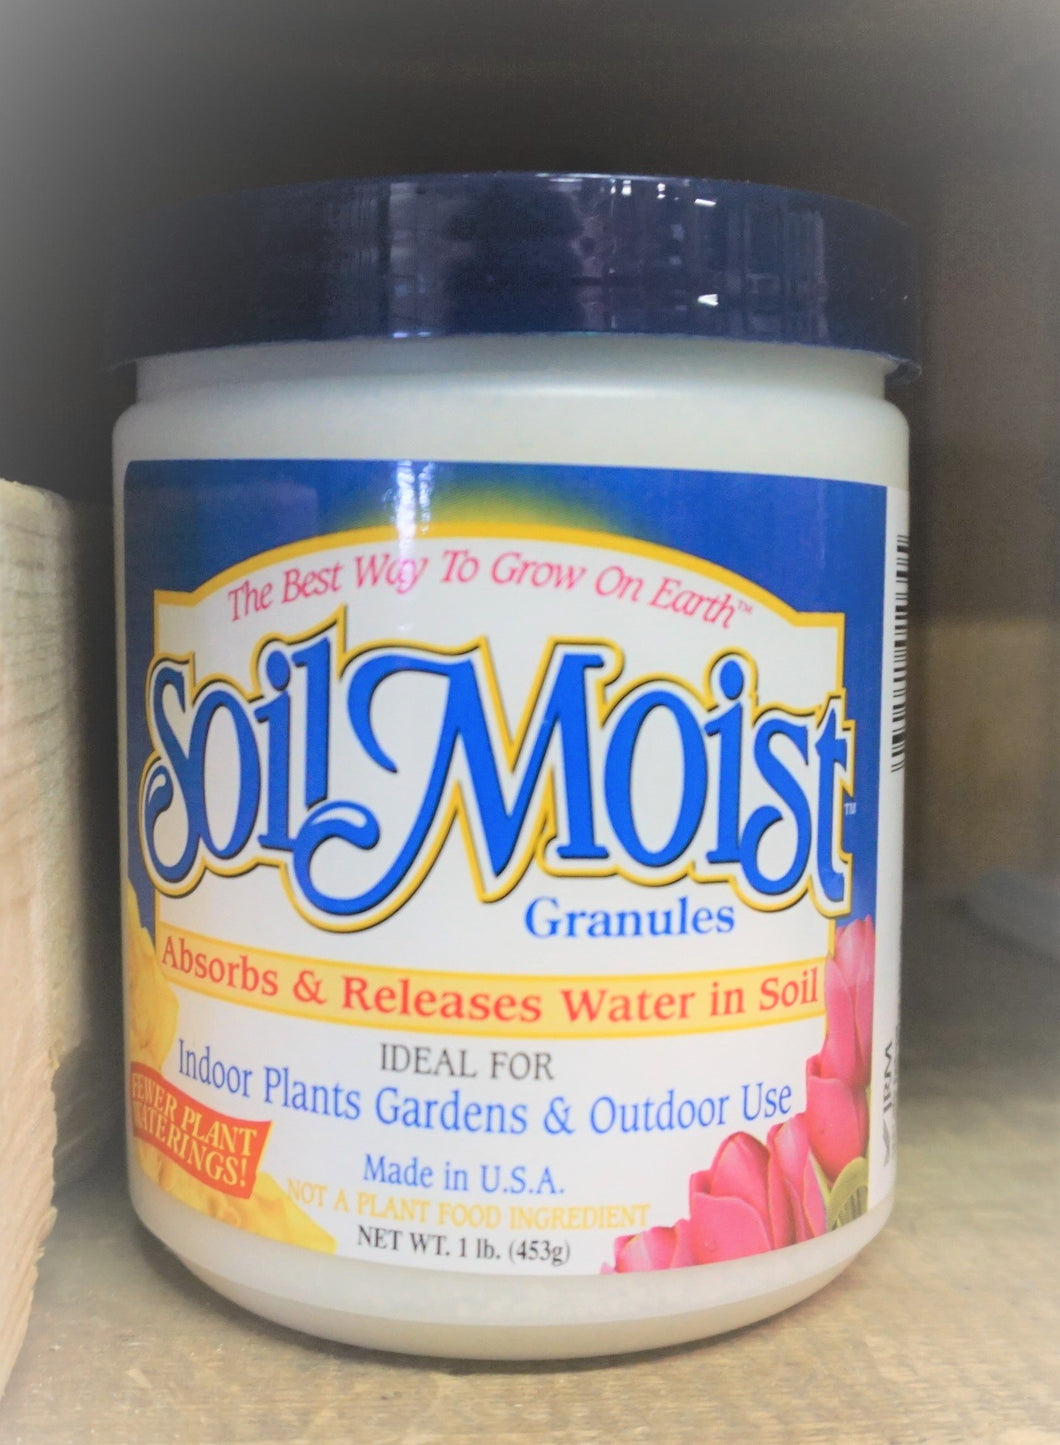 The Best Way To Grow On Earth™
Soil Moist™
Granules
Absorbs & Releases Water in Soil
IDEAL FOR
Indoor Plants Gardens & Outdoor Use
FEWER PLANT
WATERINGS!
Made in U.S.A.
NOT A PLANT FOOD INGREDIENT
NET WT. 1 lb. (453g)
JRM